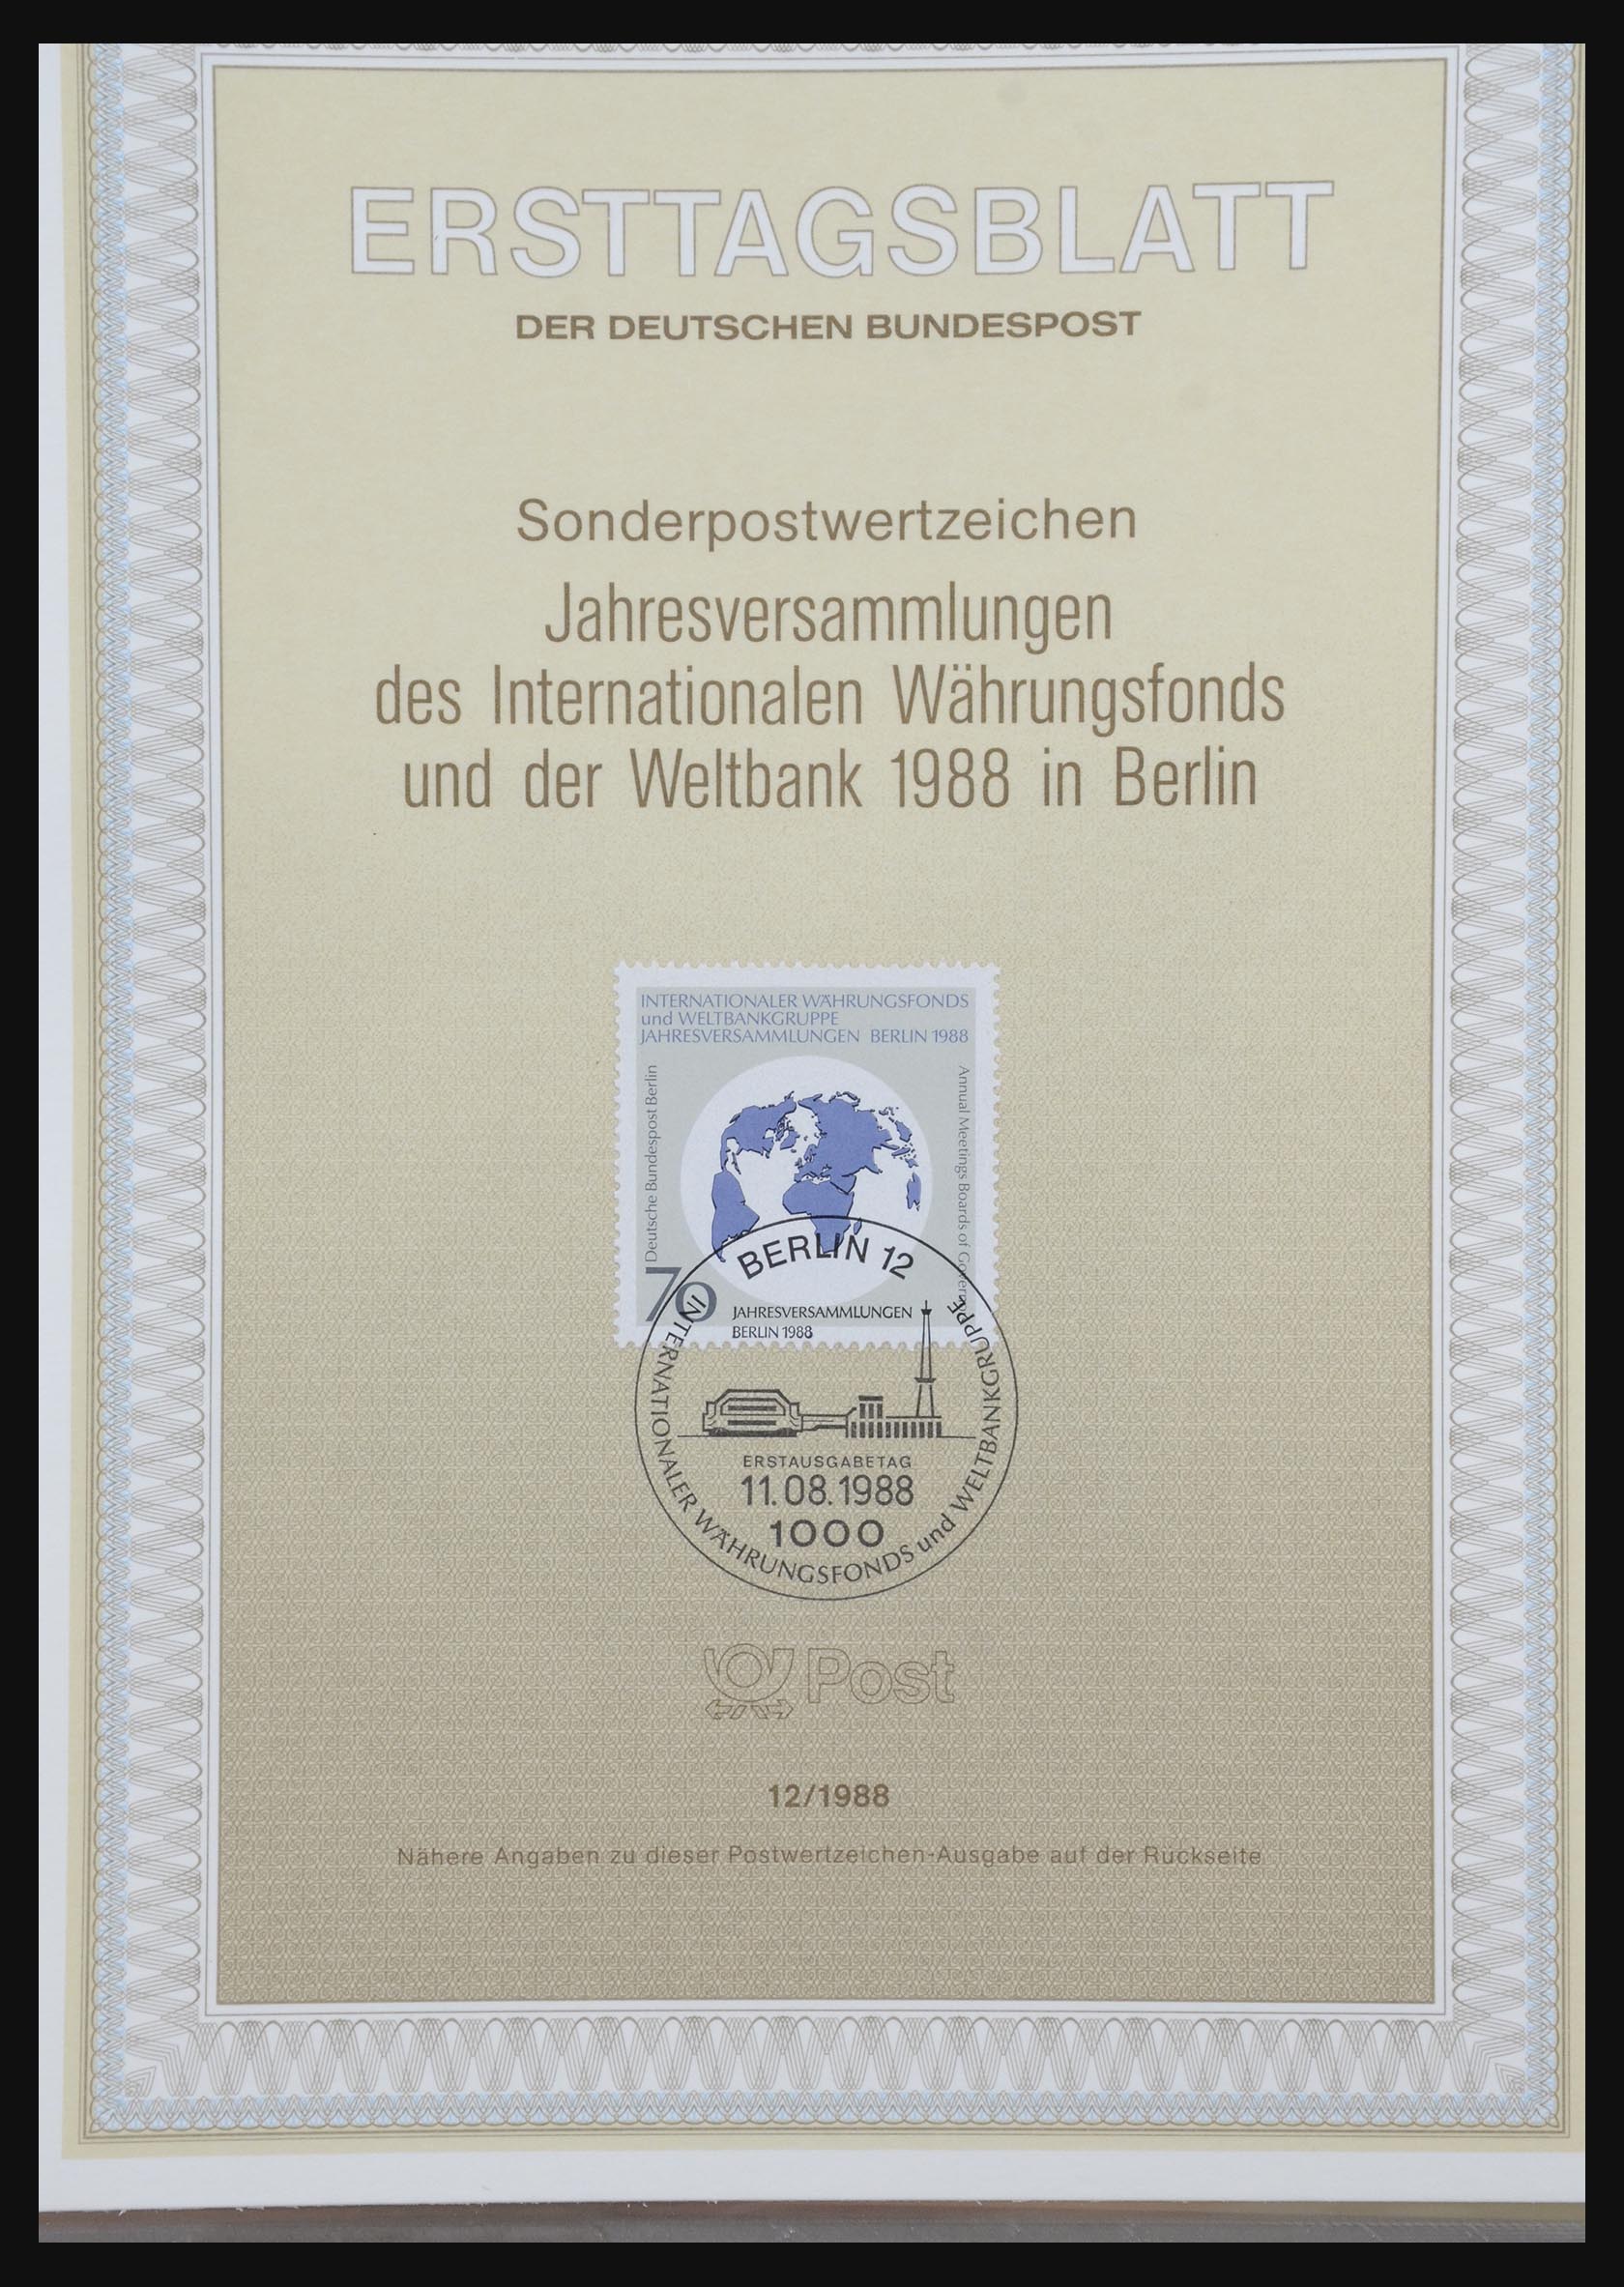 ERSTTAGSBLATT
DER DEUTSCHEN BUNDESPOST
Sonderpostwertzeichen
Jahresversammlungen
des Internationalen Währungsfonds
und der Weltbank 1988 in Berlin
INTERNATIONALER WÄHRUNGSFONDS
und WELTBANKGRUPPE
JAHRESVERSAMMLUNGEN BERLIN 1988
Deutsche Bundespost Berlin
Annual Meetings Boards of
70
BERLIN 12
JAHRESVERSAMMLUNGEN
BERLIN 1988
INTERNATIONALER WÄHRUNGSFONDS und WELTBANKGRUPPE
ERSTAUSGABETAG
11.08.1988
1000
Post
12/1988
Nähere Angaben zu dieser Postwertzeichen-Ausgabe auf der Rückseite